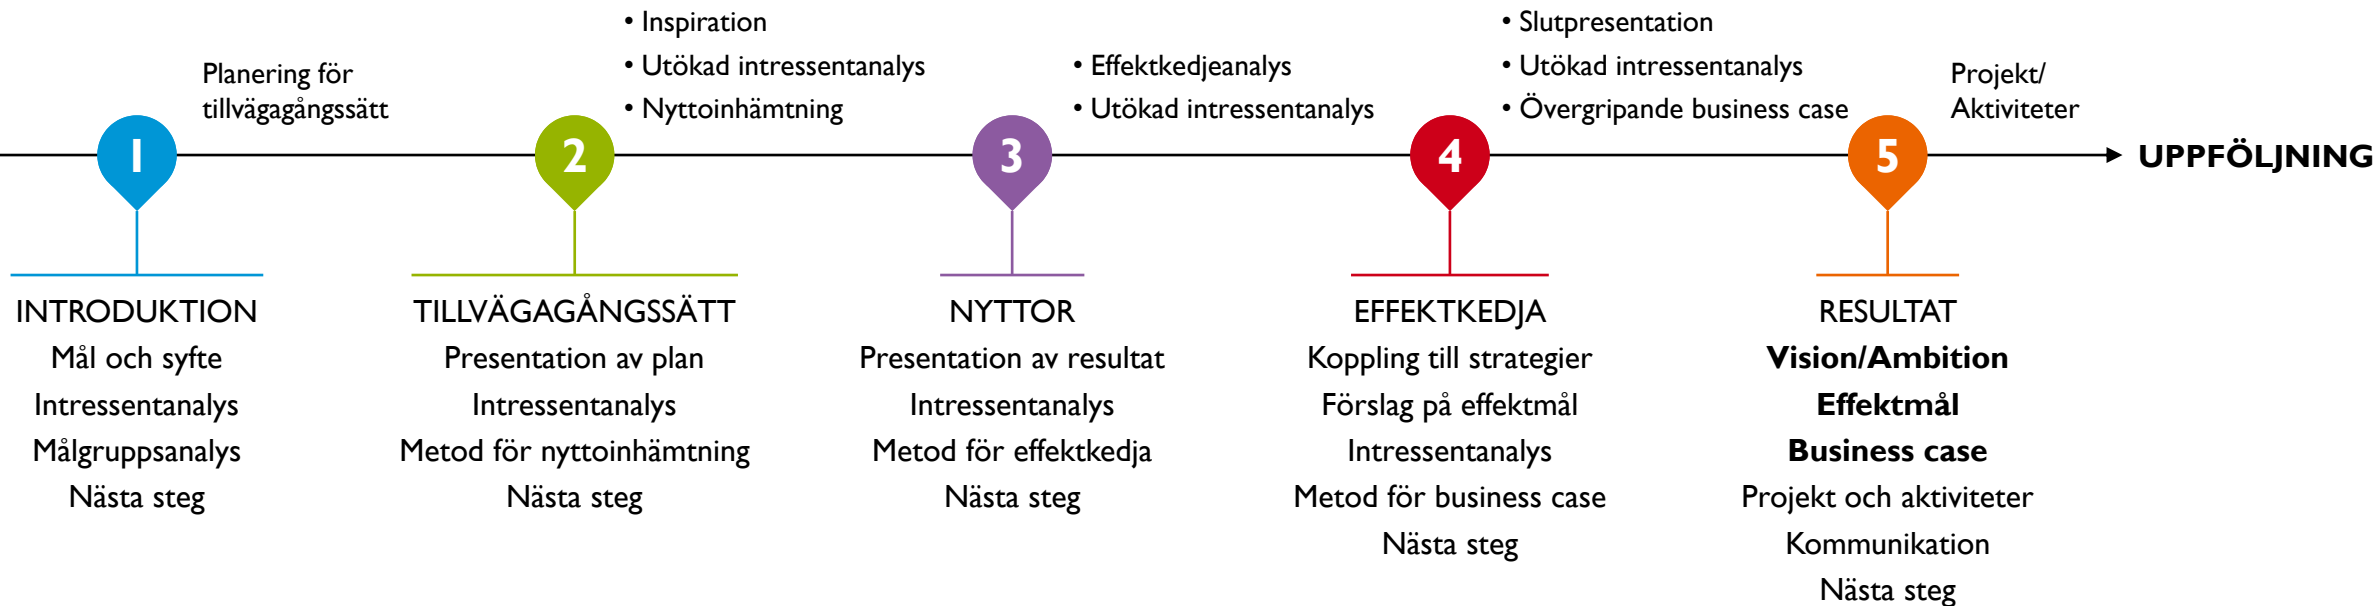 Planering för
tillvägagångssätt
• Inspiration
• Utökad intressentanalys
• Nyttoinhämtning
• Effektkedjeanalys
• Utökad intressentanalys
• Slutpresentation
• Utökad intressentanalys
• Övergripande business case
Projekt/
Aktiviteter
1
2
3
4
5
UPPFÖLJNING
INTRODUKTION
Mål och syfte
Intressentanalys
Målgruppsanalys
Nästa steg
TILLVÄGAGÅNGSSÄTT
Presentation av plan
Intressentanalys
Metod för nyttoinhämtning
Nästa steg
NYTTOR
Presentation av resultat
Intressentanalys
Metod för effektkedja
Nästa steg
EFFEKTKEDJA
Koppling till strategier
Förslag på effektmål
Intressentanalys
Metod för business case
Nästa steg
RESULTAT
Vision/Ambition
Effektmål
Business case
Projekt och aktiviteter
Kommunikation
Nästa steg